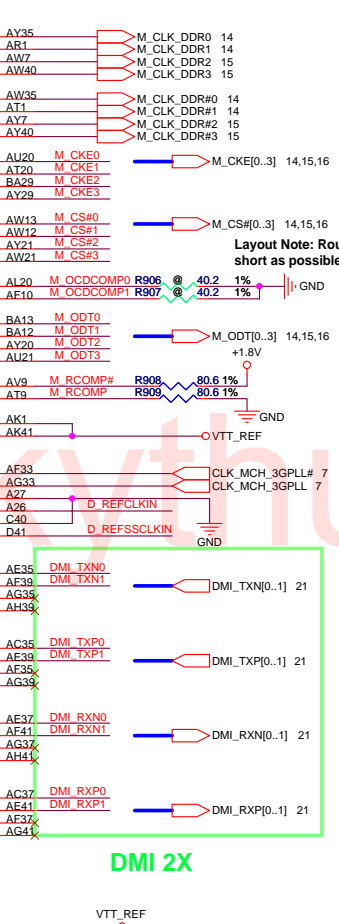 AY35 M_CLK_DDR0 14
AR1 M_CLK_DDR1 14
AW7 M_CLK_DDR2 15
AW40 M_CLK_DDR3 15
AW35 M_CLK_DDR#0 14
AT1 M_CLK_DDR#1 14
AY7 M_CLK_DDR#2 15
AY40 M_CLK_DDR#3 15
AU20 M_CKE0 M_CKE[0..3] 14,15,16
AT20 M_CKE1
BA29 M_CKE2
AY29 M_CKE3
AW13 M_CS#0 M_CS#[0..3] 14,15,16
AW12 M_CS#1
AY21 M_CS#2
AW21 M_CS#3
Layout Note: Rou
short as possible
AL20 M_OCDCOMP0 R906 @ 40.2 1% GND
AF10 M_OCDCOMP1 R907 @ 40.2 1%
BA13 M_ODT0
BA12 M_ODT1 M_ODT[0..3] 14,15,16
AY20 M_ODT2
AU21 M_ODT3
+1.8V
AV9 M_RCOMP# R908 80.6 1%
AT9 M_RCOMP R909 80.6 1%
GND
AK1
AK41 VTT_REF
AF33 CLK_MCH_3GPLL# 7
AG33 CLK_MCH_3GPLL 7
A27
A26 D_REFCLKIN
C40
D41 D_REFSSCLKIN
GND
AE35 DMI_TXN0
AF39 DMI_TXN1 DMI_TXN[0..1] 21
AG35
AH39
AC35 DMI_TXP0
AE39 DMI_TXP1 DMI_TXP[0..1] 21
AF35
AG39
AE37 DMI_RXN0
AF41 DMI_RXN1 DMI_RXN[0..1] 21
AG37
AH41
AC37 DMI_RXP0
AE41 DMI_RXP1 DMI_RXP[0..1] 21
AF37
AG41
DMI 2X
VTT_REF
kythu